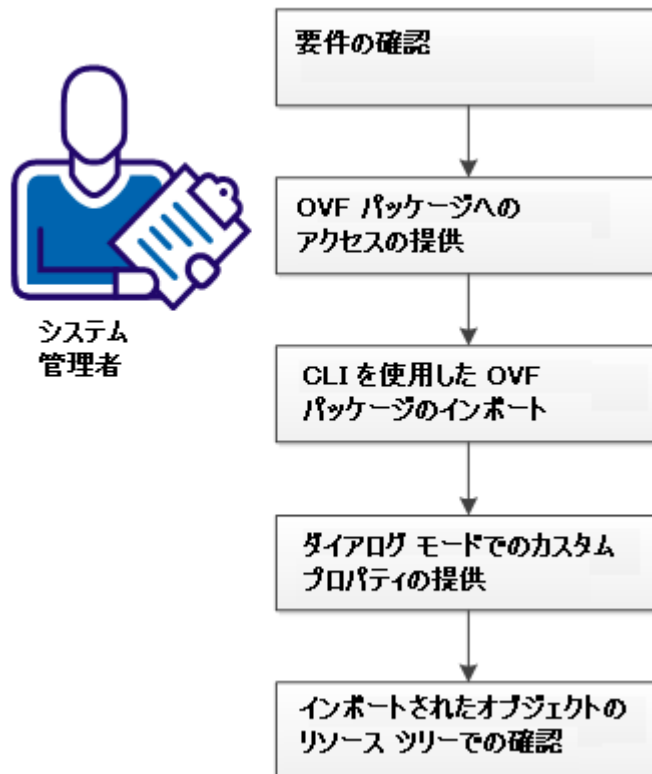 要件の確認
OVF パッケージへの
アクセスの提供
システム
管理者
CLI を使用した OVF
パッケージのインポート
ダイアログ モードでのカスタム
プロパティの提供
インポートされたオブジェクトの
リソース ツリーでの確認